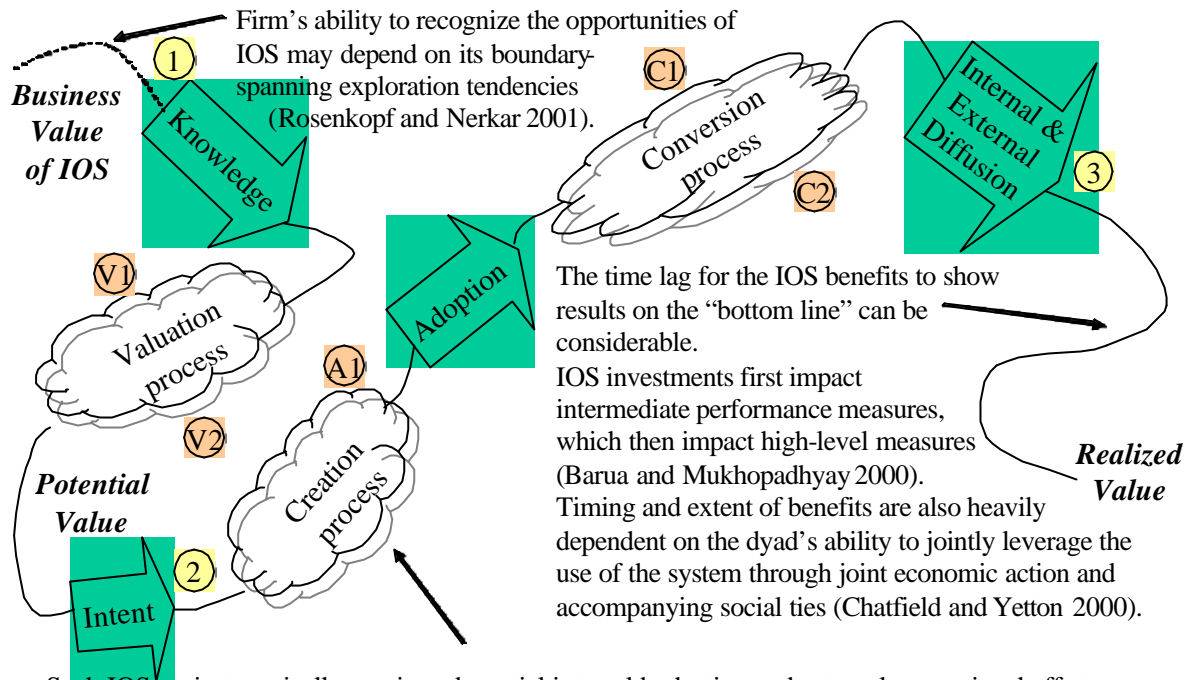 Firm's ability to recognize the opportunities of
IOS may depend on its boundary-
spanning exploration tendencies
(Rosenkopf and Nerkar 2001).
1
Business
Value
of IOS
Knowledge
C1
Conversion
process
C2
Internal &
External
Diffusion
3
V1
Valuation
process
V2
Adoption
A1
Creation
process
The time lag for the IOS benefits to show
results on the “bottom line” can be
considerable.
IOS investments first impact
intermediate performance measures,
which then impact high-level measures
(Barua and Mukhopadhyay 2000).
Timing and extent of benefits are also heavily
dependent on the dyad's ability to jointly leverage the
use of the system through joint economic action and
accompanying social ties (Chatfield and Yetton 2000).
Realized
Value
Potential
Value
2
Intent